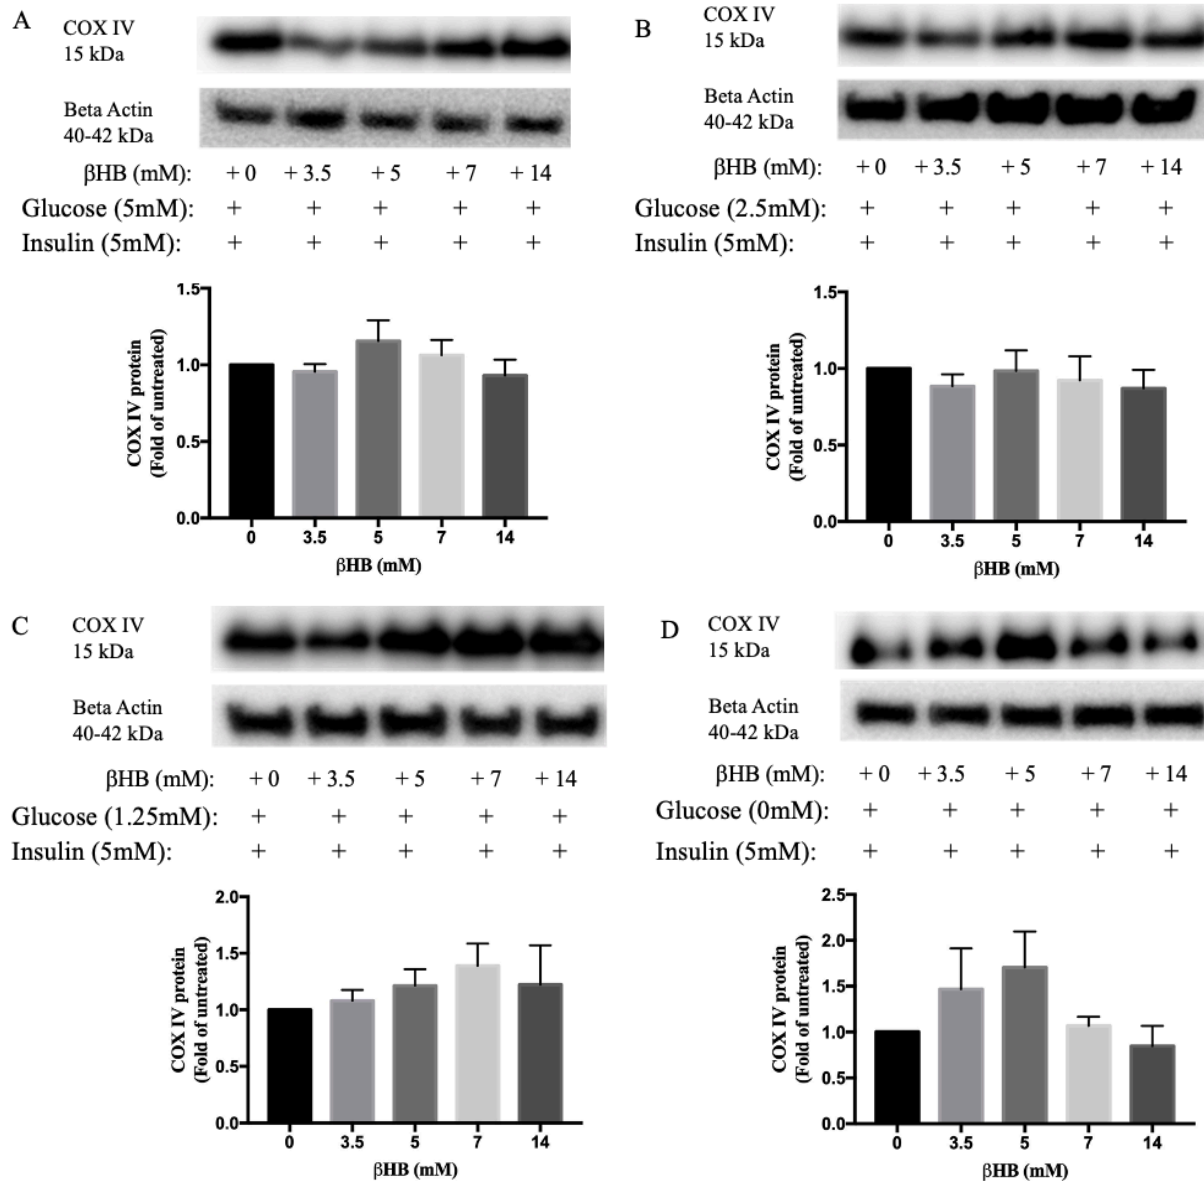 A
COX IV
15 kDa
Beta Actin
40-42 kDa
βHB (mM): + 0 + 3.5 + 5 + 7 + 14
Glucose (5mM): + + + + +
Insulin (5mM): + + + + +
1.5
1.0
0.5
0.0
COX IV protein
(Fold of untreated)
0 3.5 5 7 14
βHB (mM)
B
COX IV
15 kDa
Beta Actin
40-42 kDa
βHB (mM): + 0 + 3.5 + 5 + 7 + 14
Glucose (2.5mM): + + + + +
Insulin (5mM): + + + + +
1.5
1.0
0.5
0.0
COX IV protein
(Fold of untreated)
0 3.5 5 7 14
βHB (mM)
C
COX IV
15 kDa
Beta Actin
40-42 kDa
βHB (mM): + 0 + 3.5 + 5 + 7 + 14
Glucose (1.25mM): + + + + +
Insulin (5mM): + + + + +
2.0
1.5
1.0
0.5
0.0
COX IV protein
(Fold of untreated)
0 3.5 5 7 14
βHB (mM)
D
COX IV
15 kDa
Beta Actin
40-42 kDa
βHB (mM): + 0 + 3.5 + 5 + 7 + 14
Glucose (0mM): + + + + +
Insulin (5mM): + + + + +
2.5
2.0
1.5
1.0
0.5
0.0
COX IV protein
(Fold of untreated)
0 3.5 5 7 14
βHB (mM)